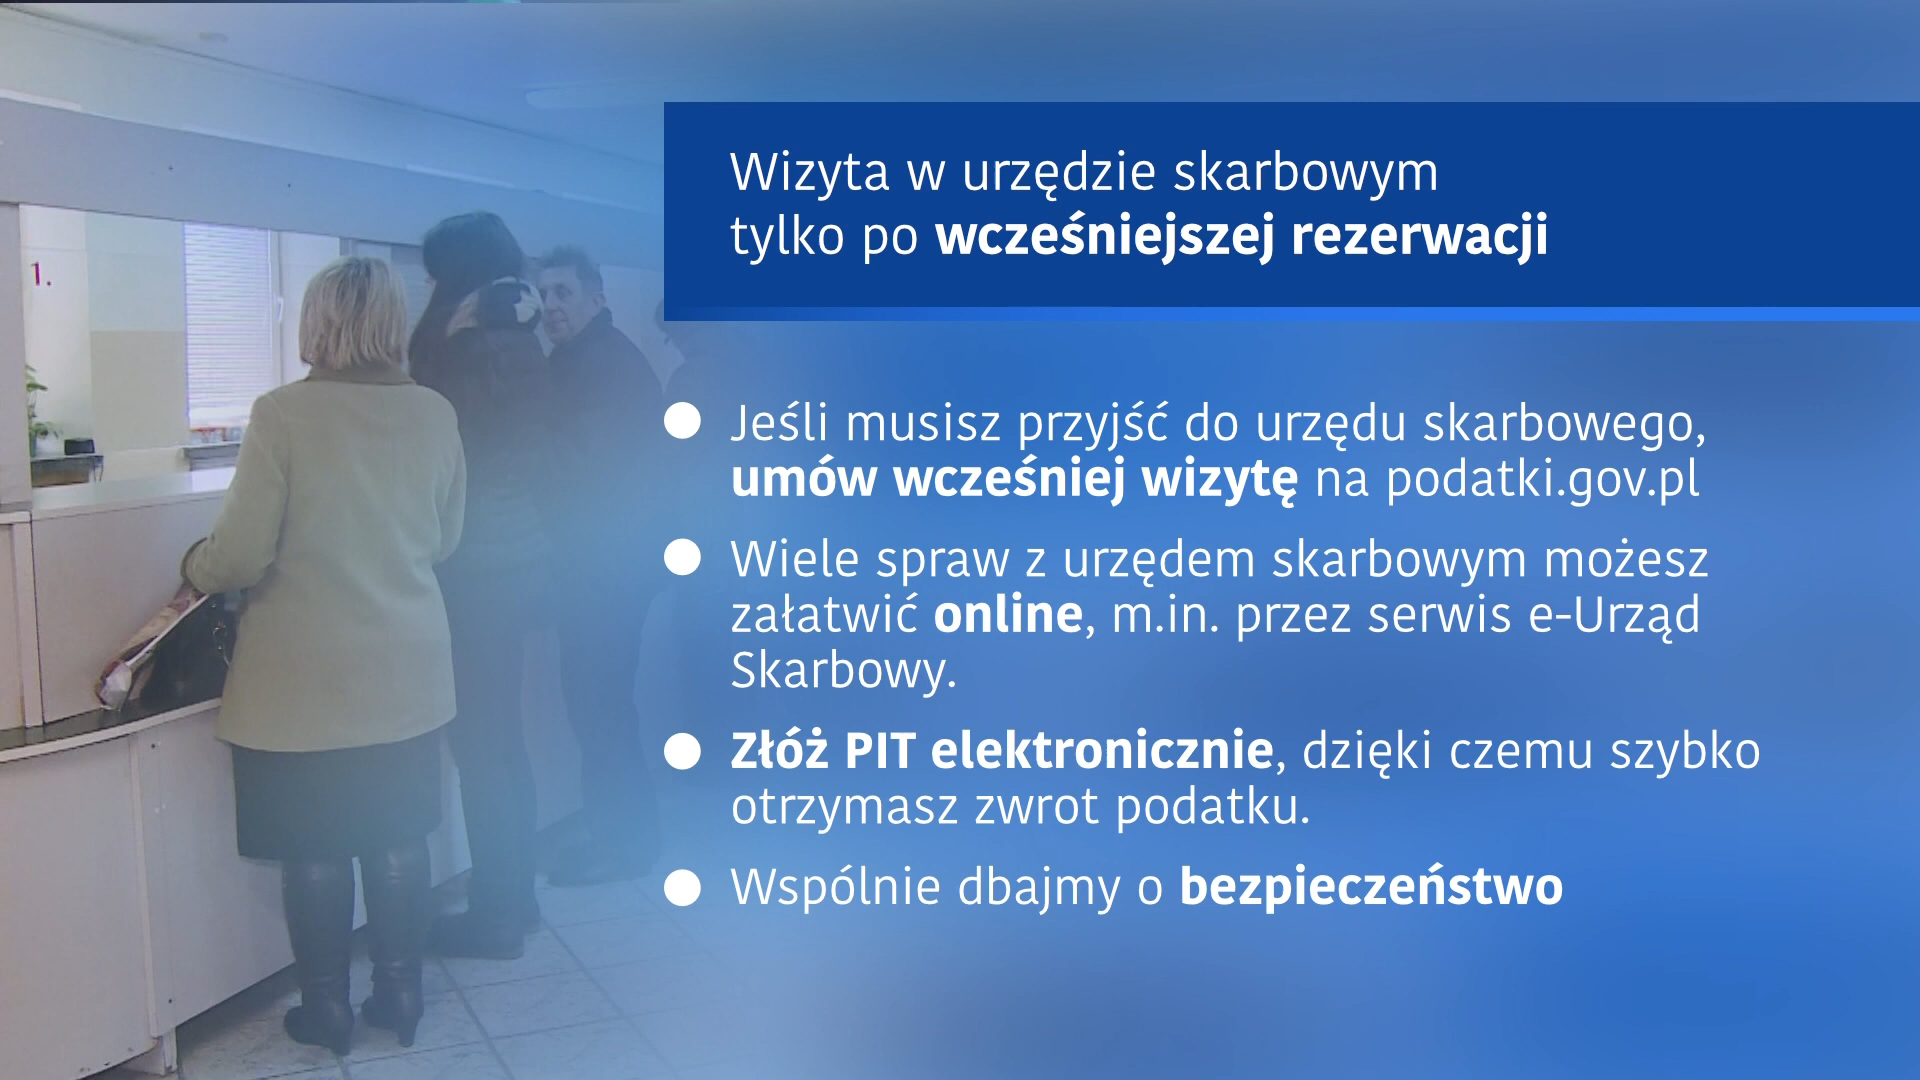 1.
Wizyta w urzędzie skarbowym
tylko po wcześniejszej rezerwacji
Jeśli musisz przyjść do urzędu skarbowego,
umów wcześniej wizytę na podatki.gov.pl
Wiele spraw z urzędem skarbowym możesz
załatwić online, m.in. przez serwis e-Urząd
Skarbowy.
Złóż PIT elektronicznie, dzięki czemu szybko
otrzymasz zwrot podatku.
Wspólnie dbajmy o bezpieczeństwo